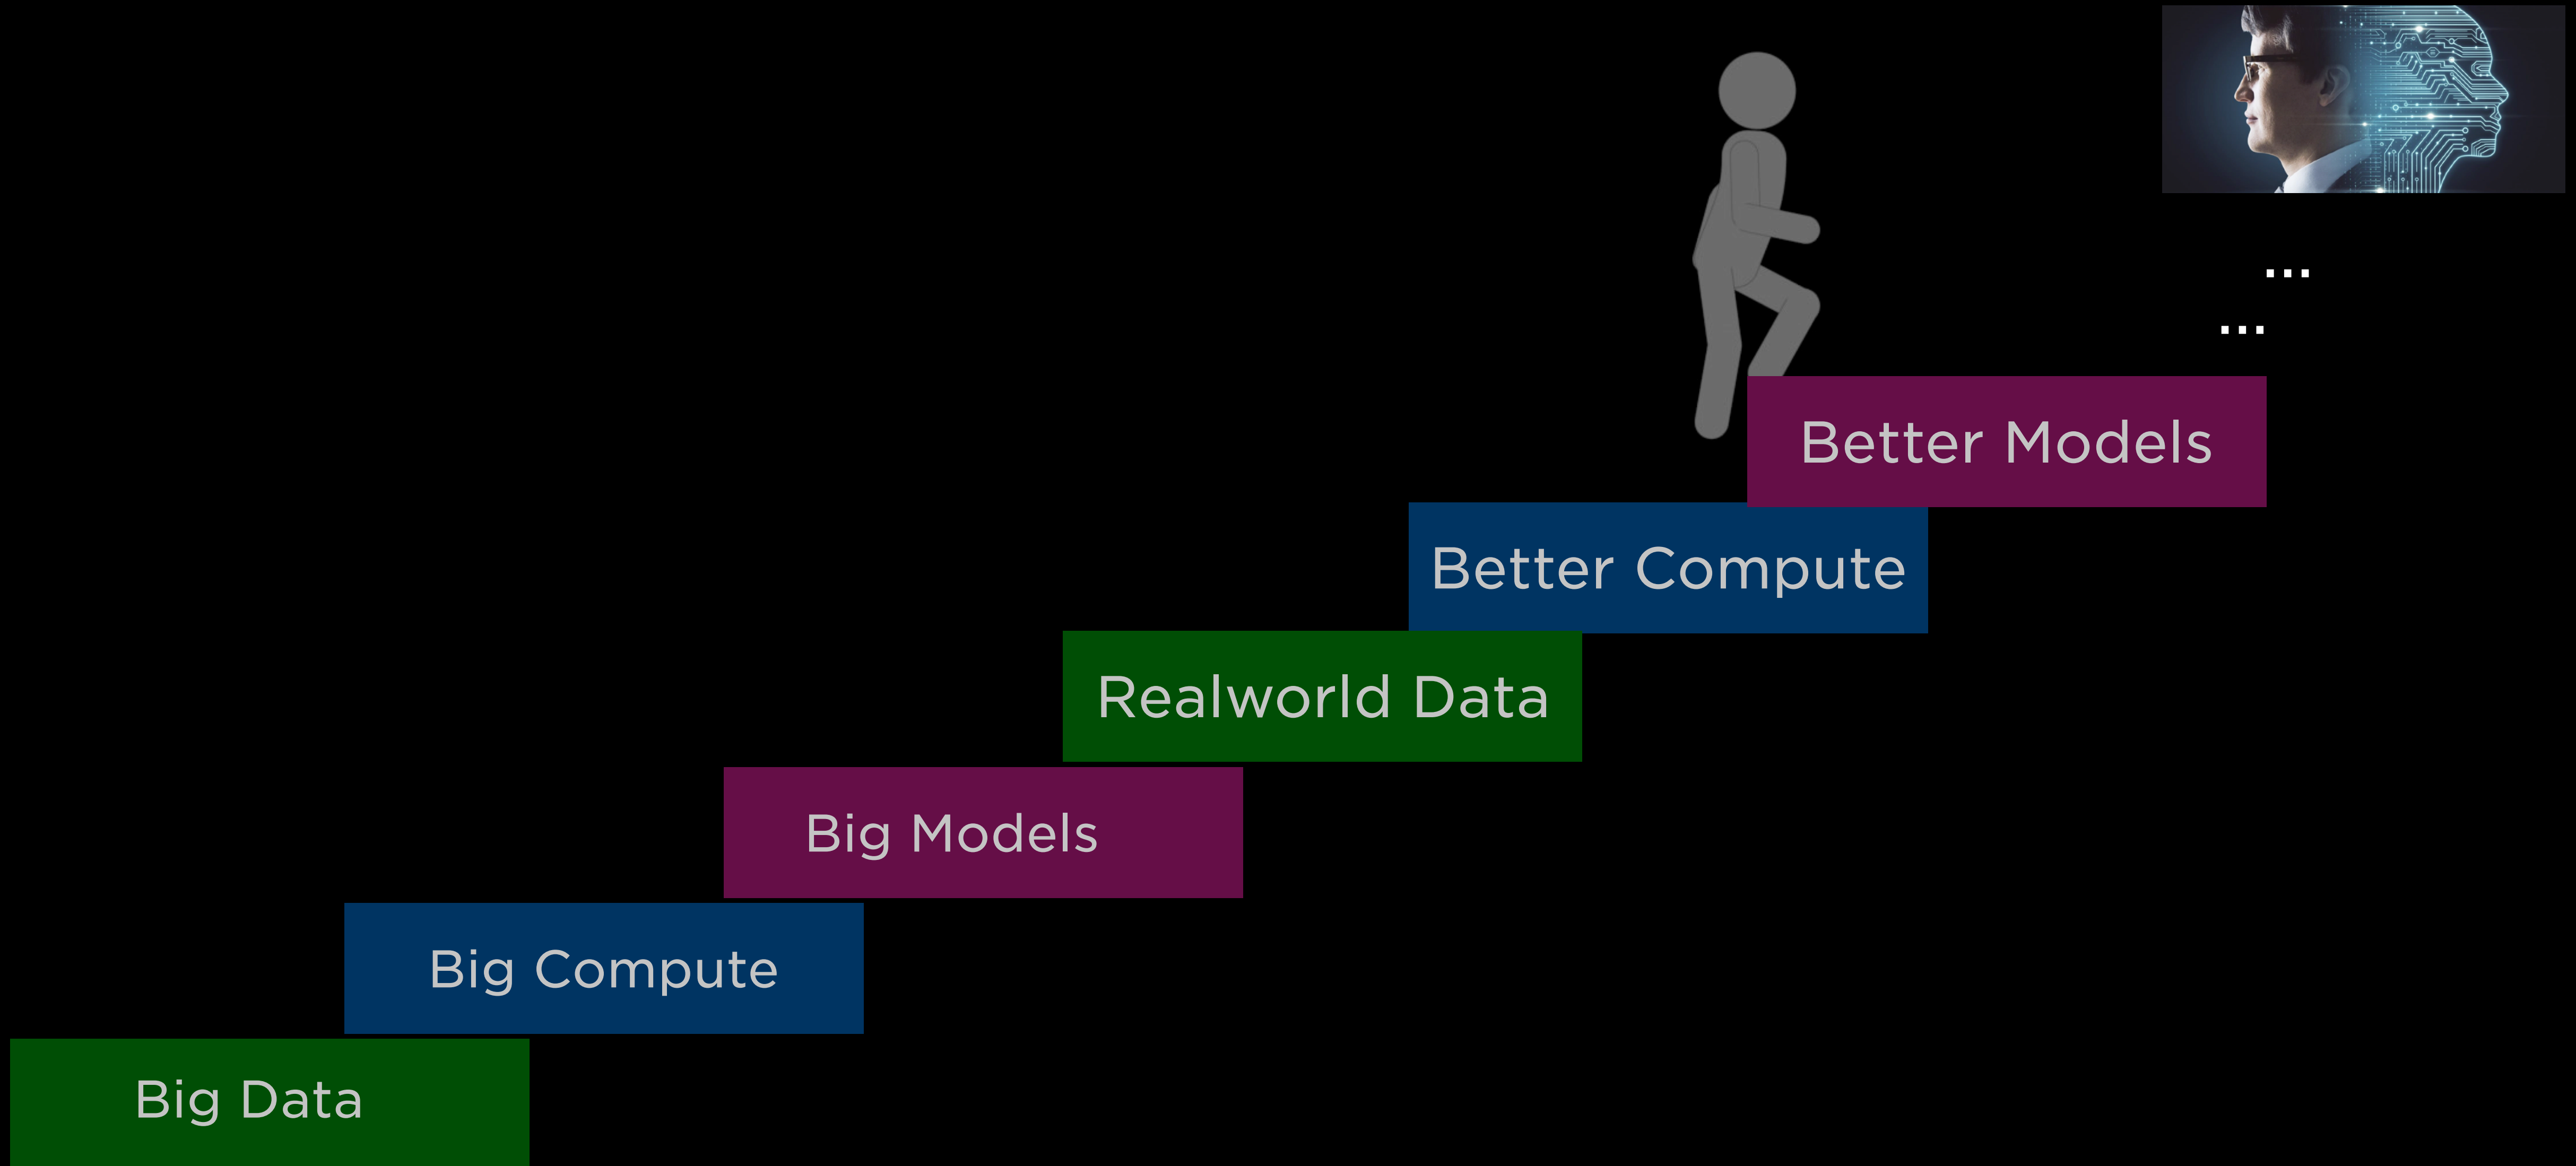 ...
...
Better Models
Better Compute
Realworld Data
Big Models
Big Compute
Big Data